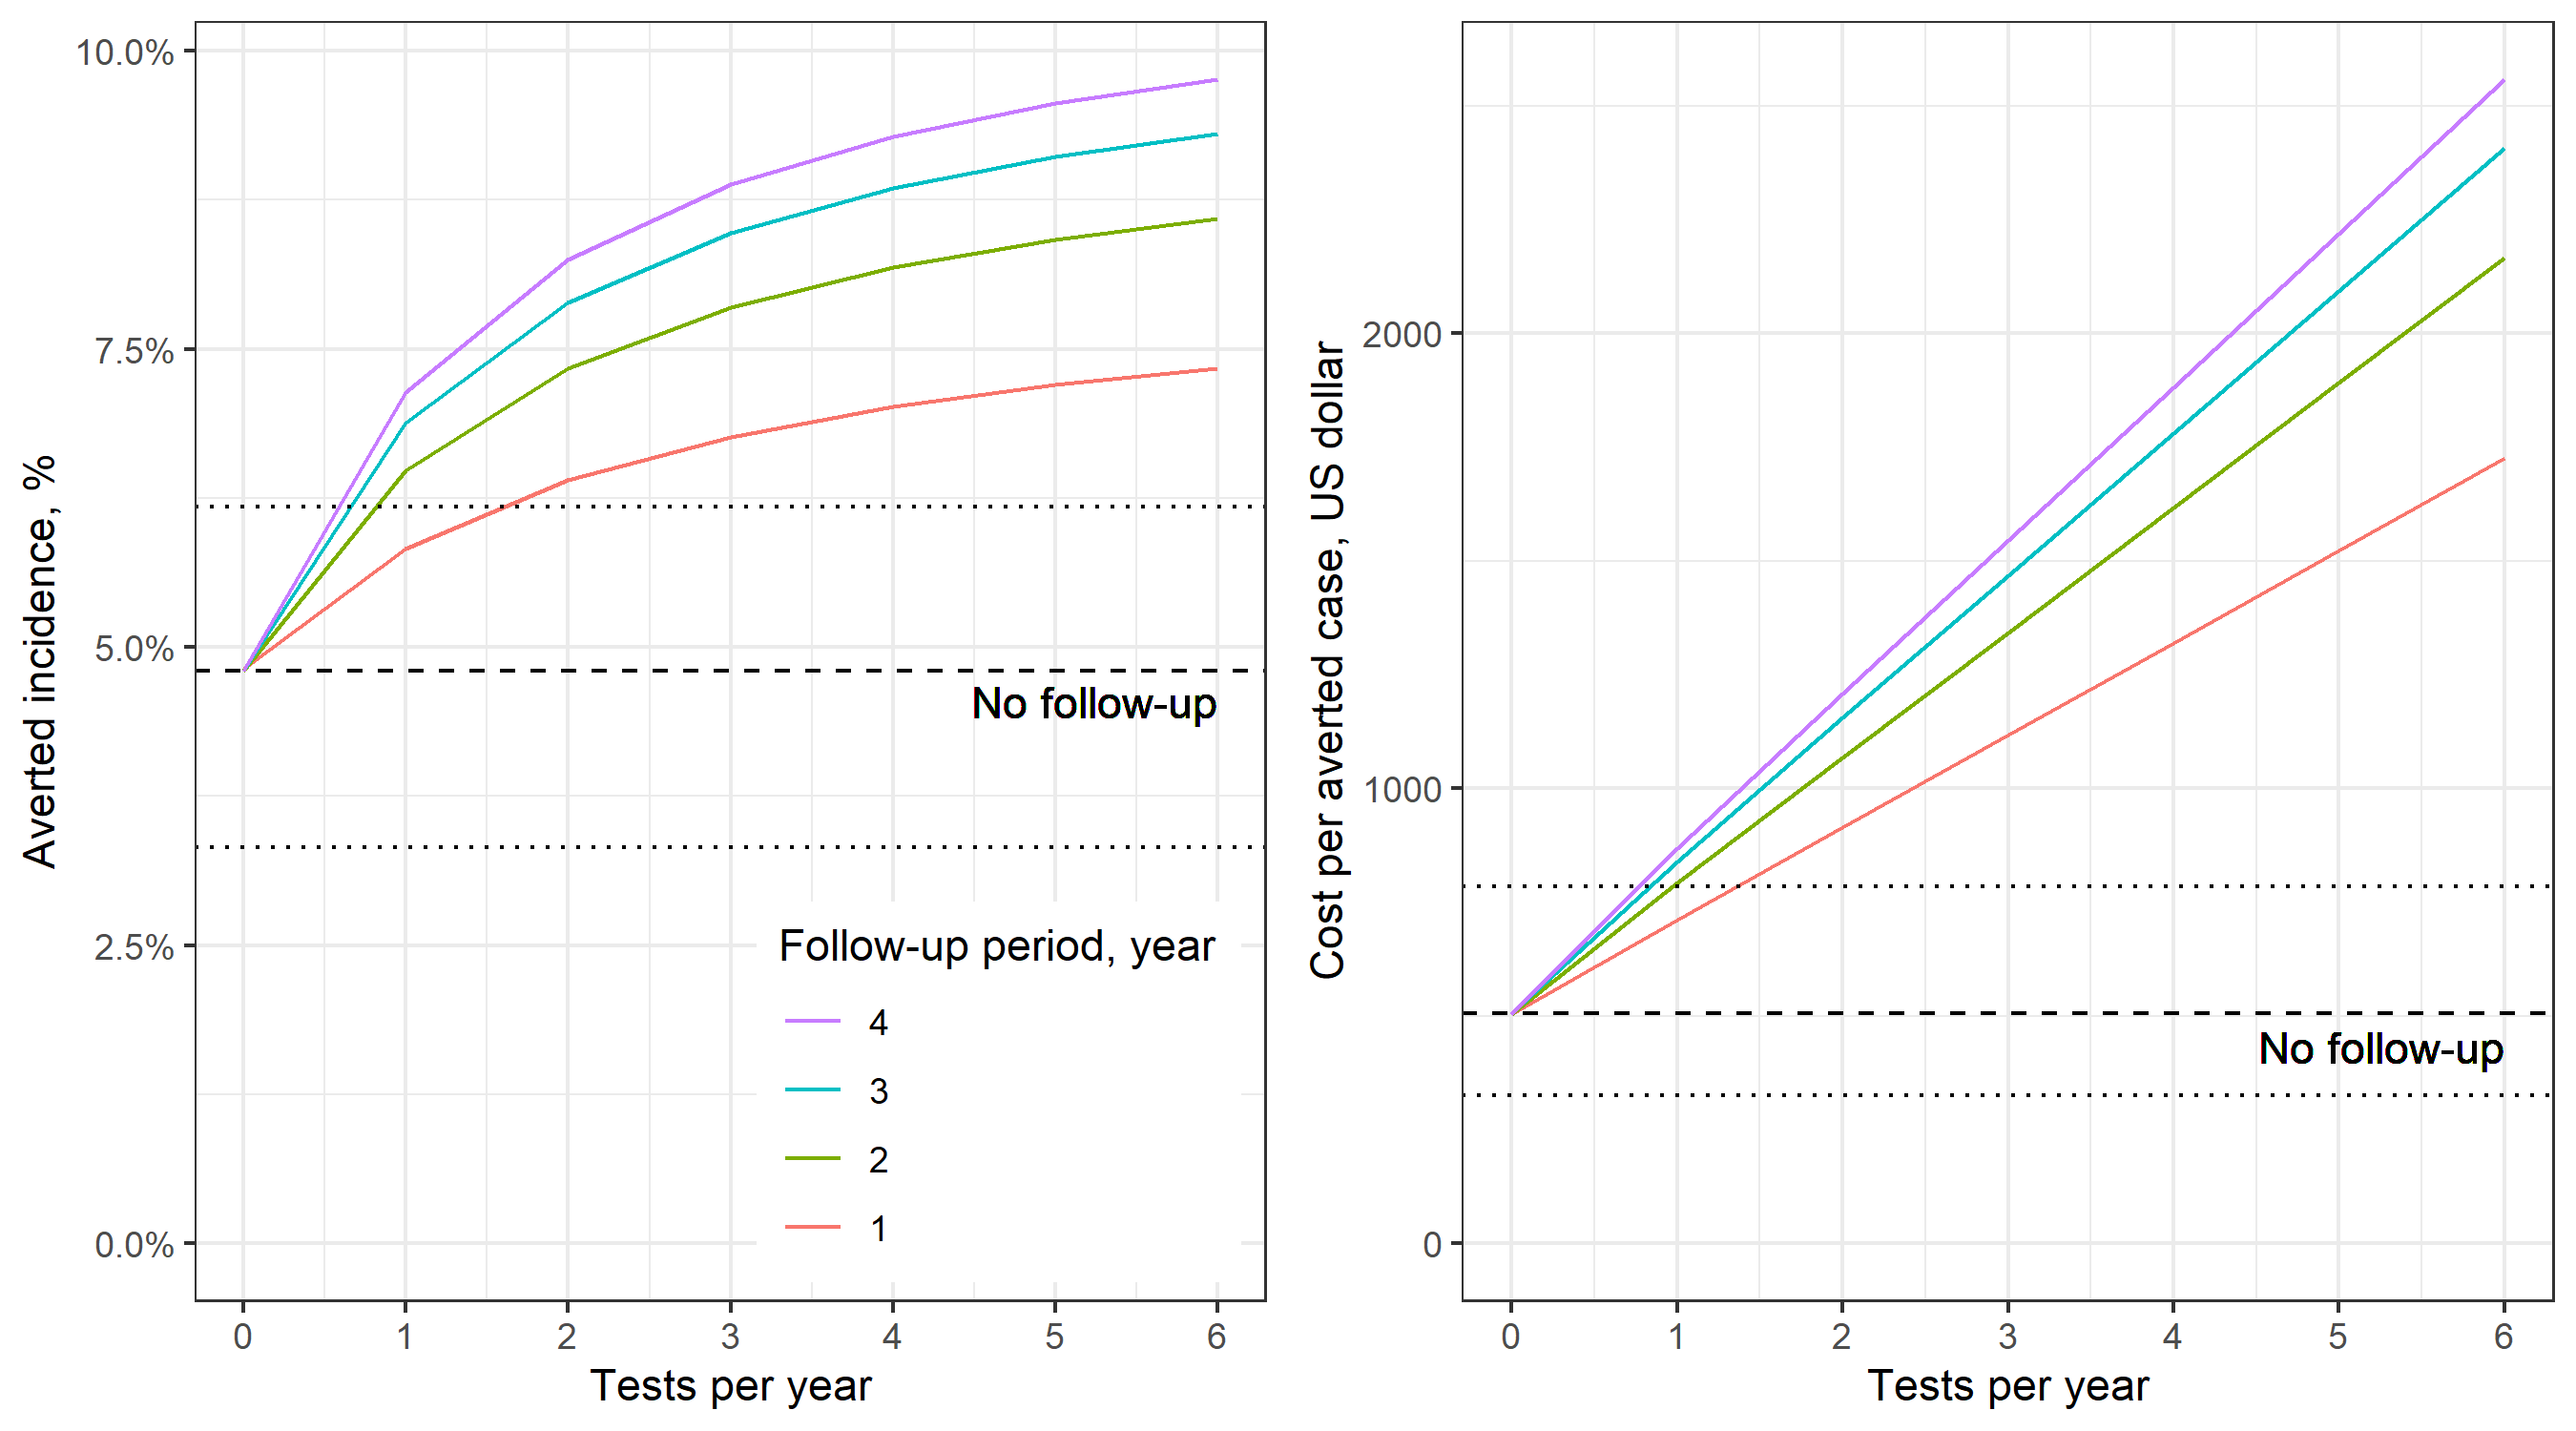 10.0%
7.5%
5.0%
2.5%
0.0%
Averted incidence, %
No follow-up
Follow-up period, year
4
3
2
1
0 1 2 3 4 5 6
Tests per year
2000
1000
0
Cost per averted case, US dollar
No follow-up
0 1 2 3 4 5 6
Tests per year